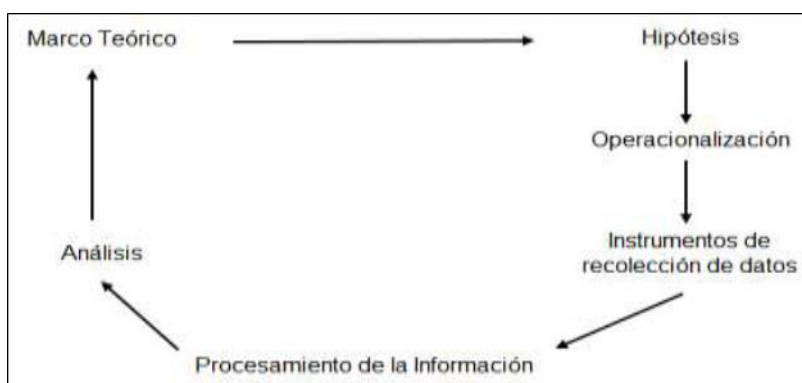 Marco Teórico
Hipótesis
Operacionalización
Instrumentos de
recolección de datos
Análisis
Procesamiento de la Información